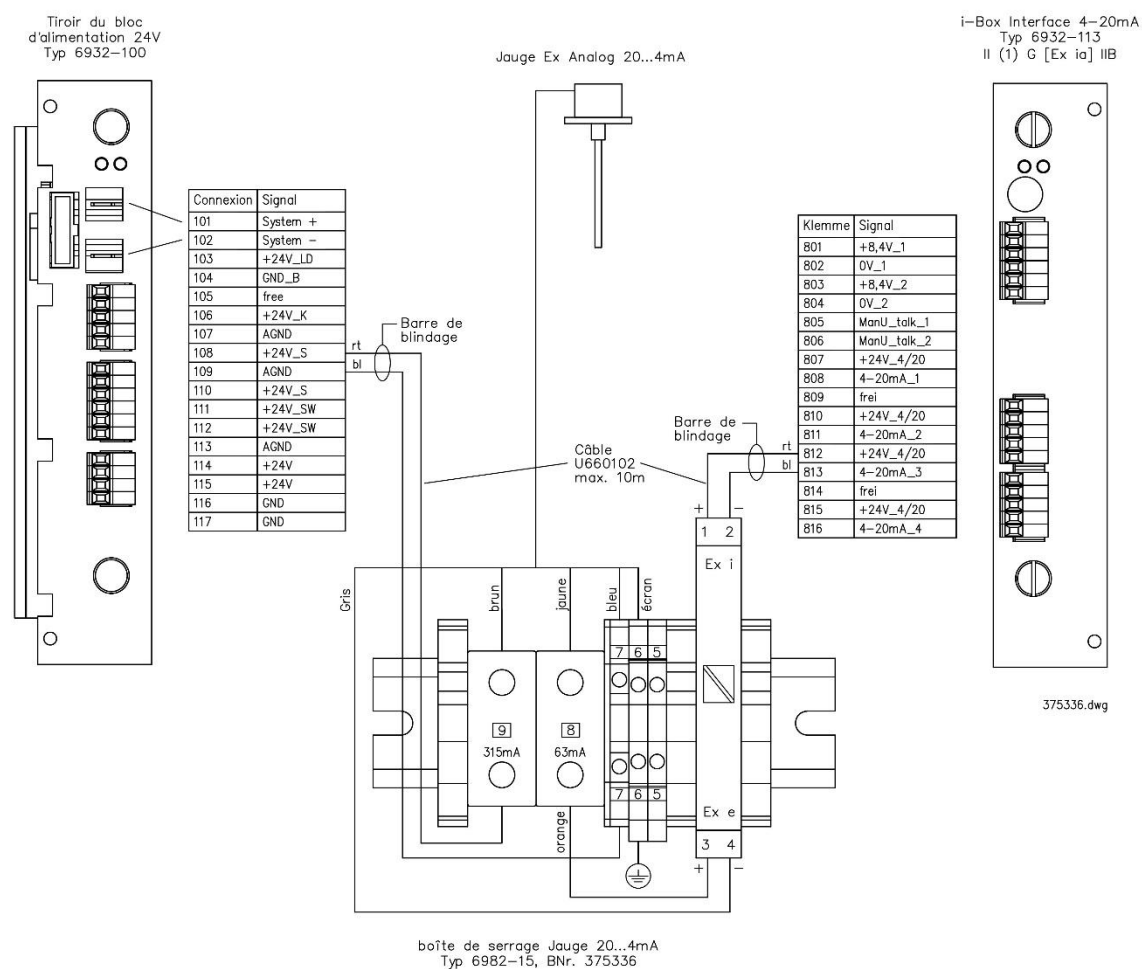 Tiroir du bloc
d'alimentation 24V
Typ 6932-100
Jauge Ex Analog 20...4mA
i-Box Interface 4-20mA
Typ 6932-113
II (1) G [Ex ia] IIB
Connexion Signal
101 System +
102 System -
103 +24V_LD
104 GND_B
105 free
106 +24V_K
107 AGND
108 +24V_S
109 AGND
110 +24V_S
111 +24V_SW
112 +24V_SW
113 AGND
114 +24V
115 +24V
116 GND
117 GND
rt
bl
Barre de
blindage
Klemme Signal
801 +8,4V_1
802 0V_1
803 +8,4V_2
804 0V_2
805 ManU_talk_1
806 ManU_talk_2
807 +24V_4/20
808 4-20mA_1
809 frei
810 +24V_4/20
811 4-20mA_2
812 +24V_4/20
813 4-20mA_3
814 frei
815 +24V_4/20
816 4-20mA_4
Barre de
blindage
rt
bl
Câble
U660102
max. 10m
+ -
1 2
Ex i
Gris
brun
jaune
bleu
écran
7 6 5
9
315mA
8
63mA
7 6 5
orange
Ex e
3 4
+ -
375336.dwg
boîte de serrage Jauge 20...4mA
Typ 6982-15, BNr. 375336